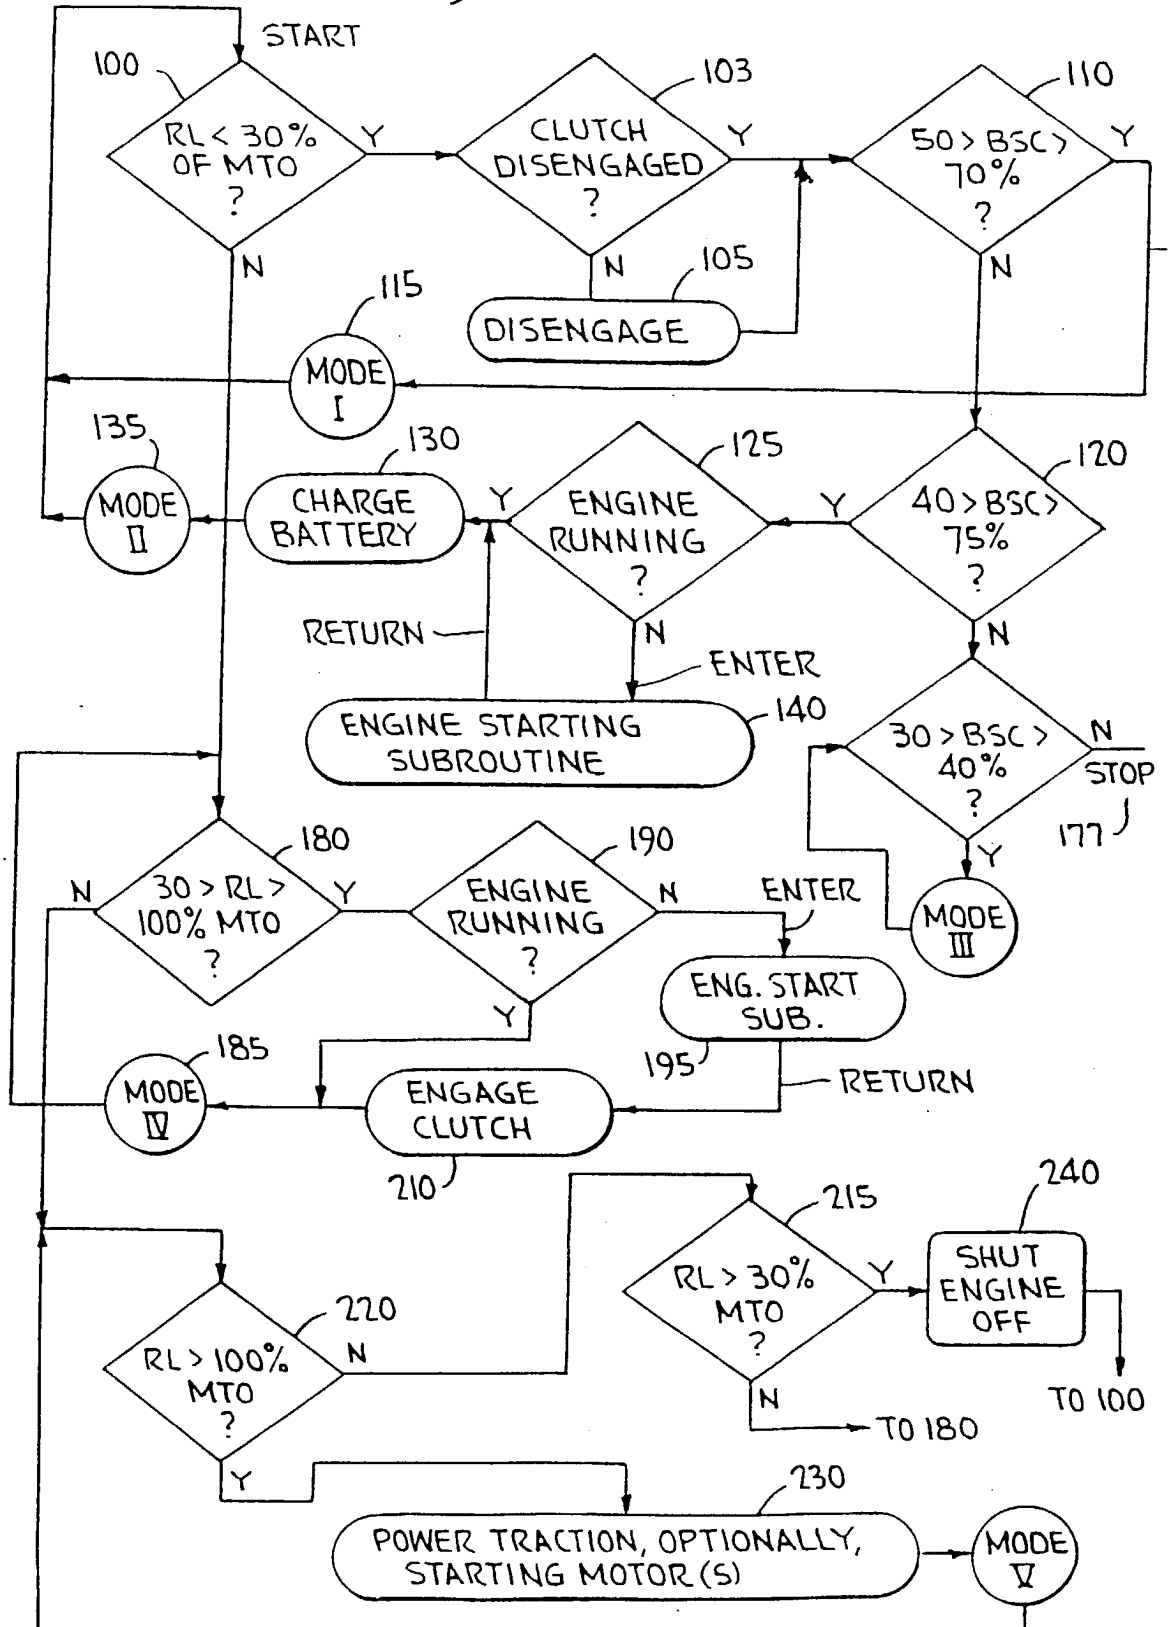 START
100
RL < 30%
OF MTO
?
Y
N
103
CLUTCH
DISENGAGED
?
Y
N
105
DISENGAGE
110
50 > BSC >
70%
?
Y
N
115
MODE
I
135
MODE
II
130
CHARGE
BATTERY
125
ENGINE
RUNNING
?
Y
N
120
40 > BSC >
75%
?
Y
N
RETURN
ENTER
140
ENGINE STARTING
SUBROUTINE
30 > BSC >
40%
?
N
STOP
177
Y
MODE
III
180
30 > RL >
100% MTO
?
N
Y
190
ENGINE
RUNNING
?
N
Y
ENTER
ENG. START
SUB.
195
RETURN
185
MODE
IV
ENGAGE
CLUTCH
210
215
RL > 30%
MTO
?
Y
N
TO 180
240
SHUT
ENGINE
OFF
TO 100
220
RL > 100%
MTO
?
N
Y
230
POWER TRACTION, OPTIONALLY,
STARTING MOTOR(S)
MODE
V